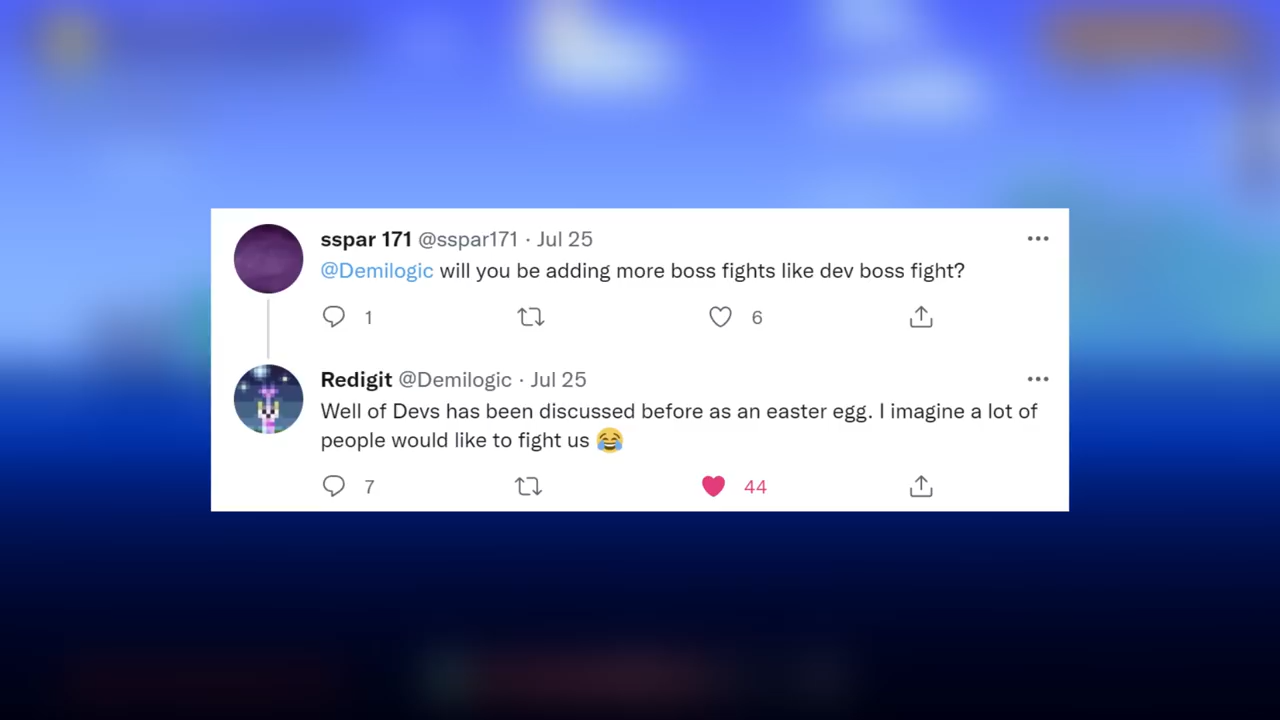 sspar 171 @sspar171 · Jul 25
@Demilogic will you be adding more boss fights like dev boss fight?
1 6
Redigit @Demilogic · Jul 25
Well of Devs has been discussed before as an easter egg. I imagine a lot of
people would like to fight us 😂
7 44